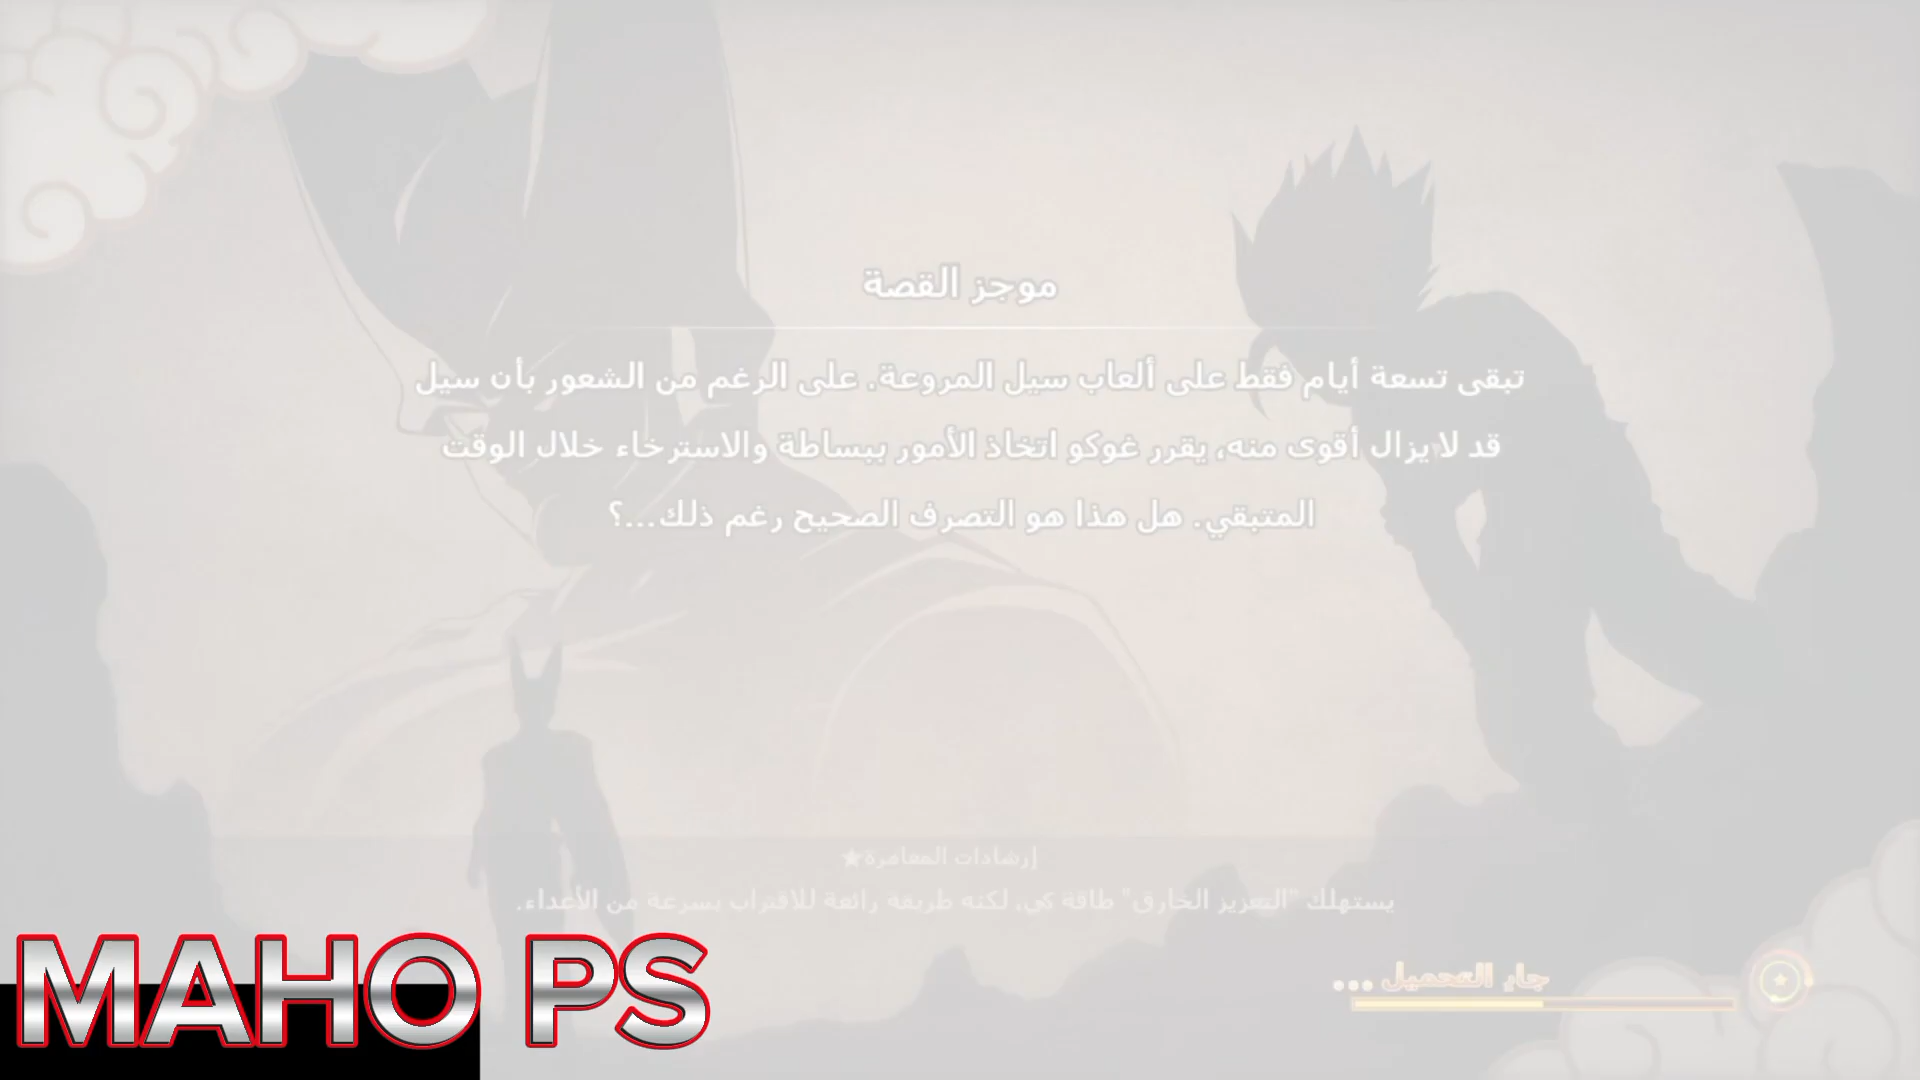 موجز القصة
تبقى تسعة أيام فقط على ألعاب سيل المروعة. على الرغم من الشعور بأن سيل
قد لا يزال أقوى منه، يقرر غوكو اتخاذ الأمور ببساطة والاسترخاء خلال الوقت
المتبقي. هل هذا هو التصرف الصحيح رغم ذلك...؟
إرشادات المغامرة★
يستهلك "التعزيز الخارق" طاقة كي، لكنه طريقة رائعة للاقتراب بسرعة من الأعداء.
جارِ التحميل ...
MAHO PS